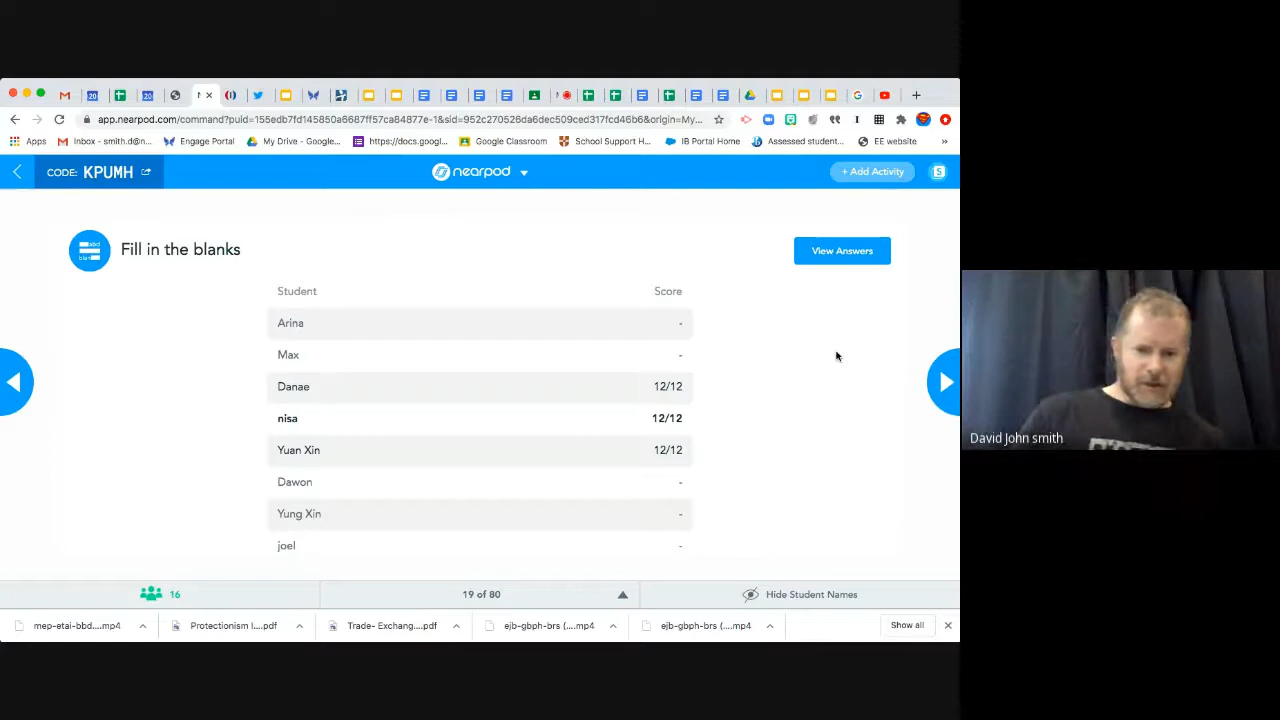 app.nearpod.com/command?puid=155edb7fd145850a6687ff57ca84877e-1&sid=952c270526da6dec509ced317fcd46b6&origin=My...
Apps
Inbox - smith.d@n...
Engage Portal
My Drive - Google...
https://docs.googl...
Google Classroom
School Support H...
IB Portal Home
Assessed student...
EE website
»
CODE: KPUMH
nearpod
+ Add Activity
S
Fill in the blanks
View Answers
Student Score
Arina -
Max -
Danae 12/12
nisa 12/12
Yuan Xin 12/12
Dawon -
Yung Xin -
joel -
David John smith
16
19 of 80
Hide Student Names
mep-etai-bbd....mp4
Protectionism I....pdf
Trade- Exchang....pdf
ejb-gbph-brs (....mp4
ejb-gbph-brs (....mp4
Show all